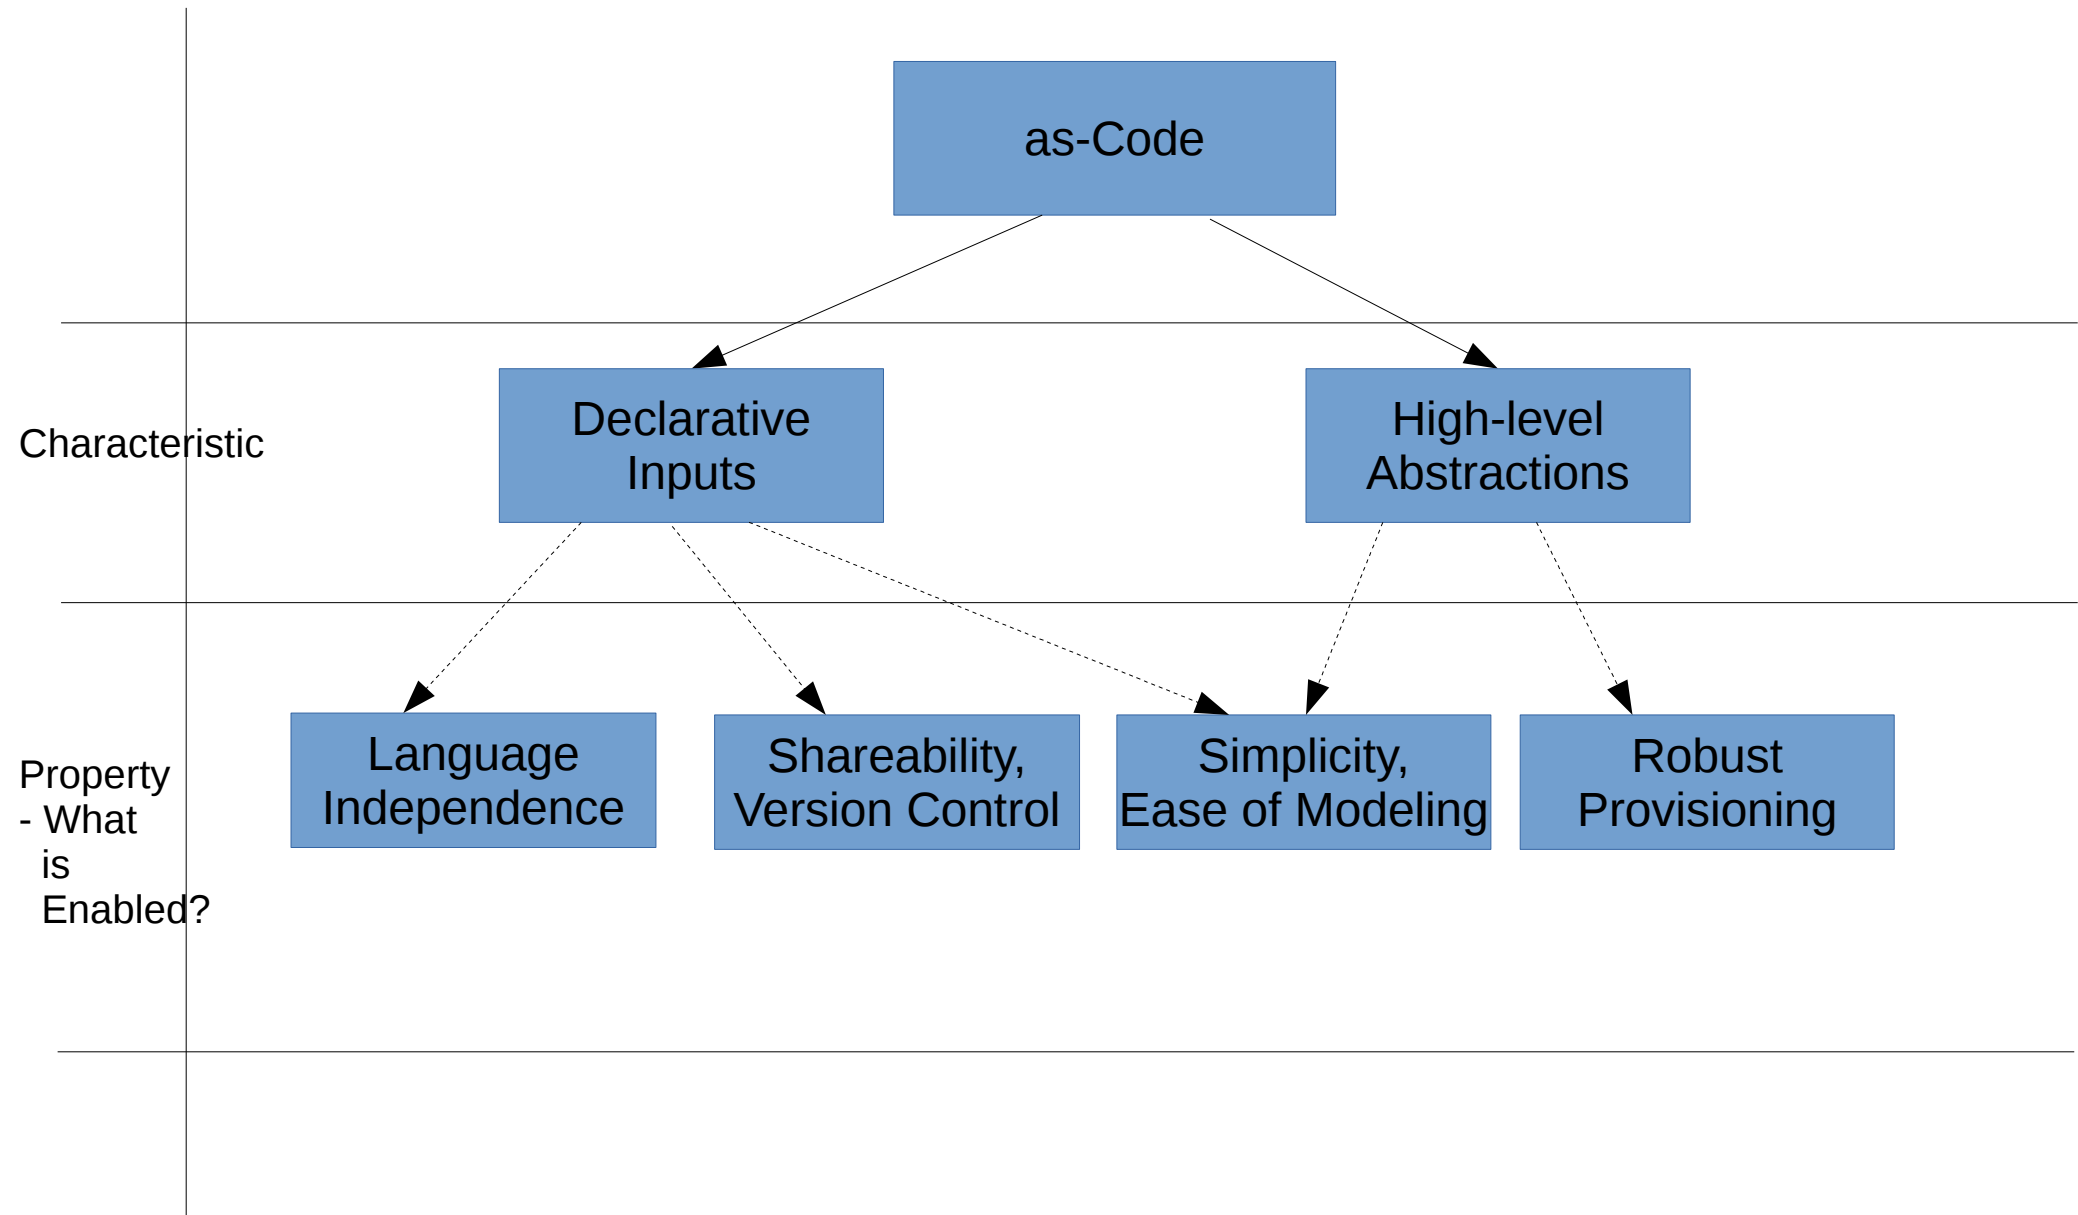 as-Code
Characteristic
Declarative
Inputs
High-level
Abstractions
Property
- What
is
Enabled?
Language
Independence
Shareability,
Version Control
Simplicity,
Ease of Modeling
Robust
Provisioning